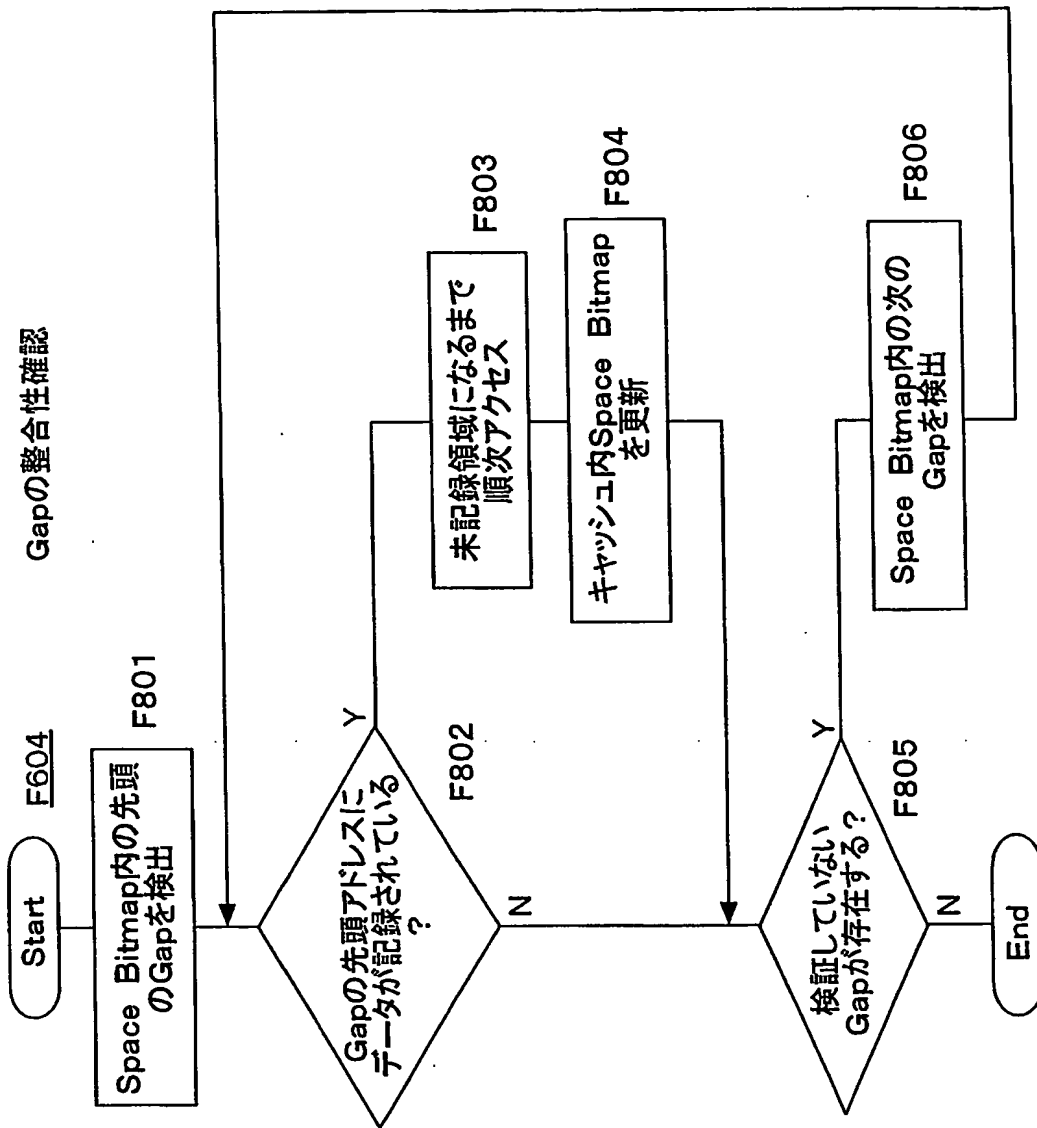 Gapの整合性確認
Start
F604
Space Bitmap内の先頭
のGapを検出
F801
Gapの先頭アドレスに
データが記録されている
?
F802
Y
N
未記録領域になるまで
順次アクセス
F803
キャッシュ内Space Bitmap
を更新
F804
検証していない
Gapが存在する?
F805
Y
N
Space Bitmap内の次の
Gapを検出
F806
End